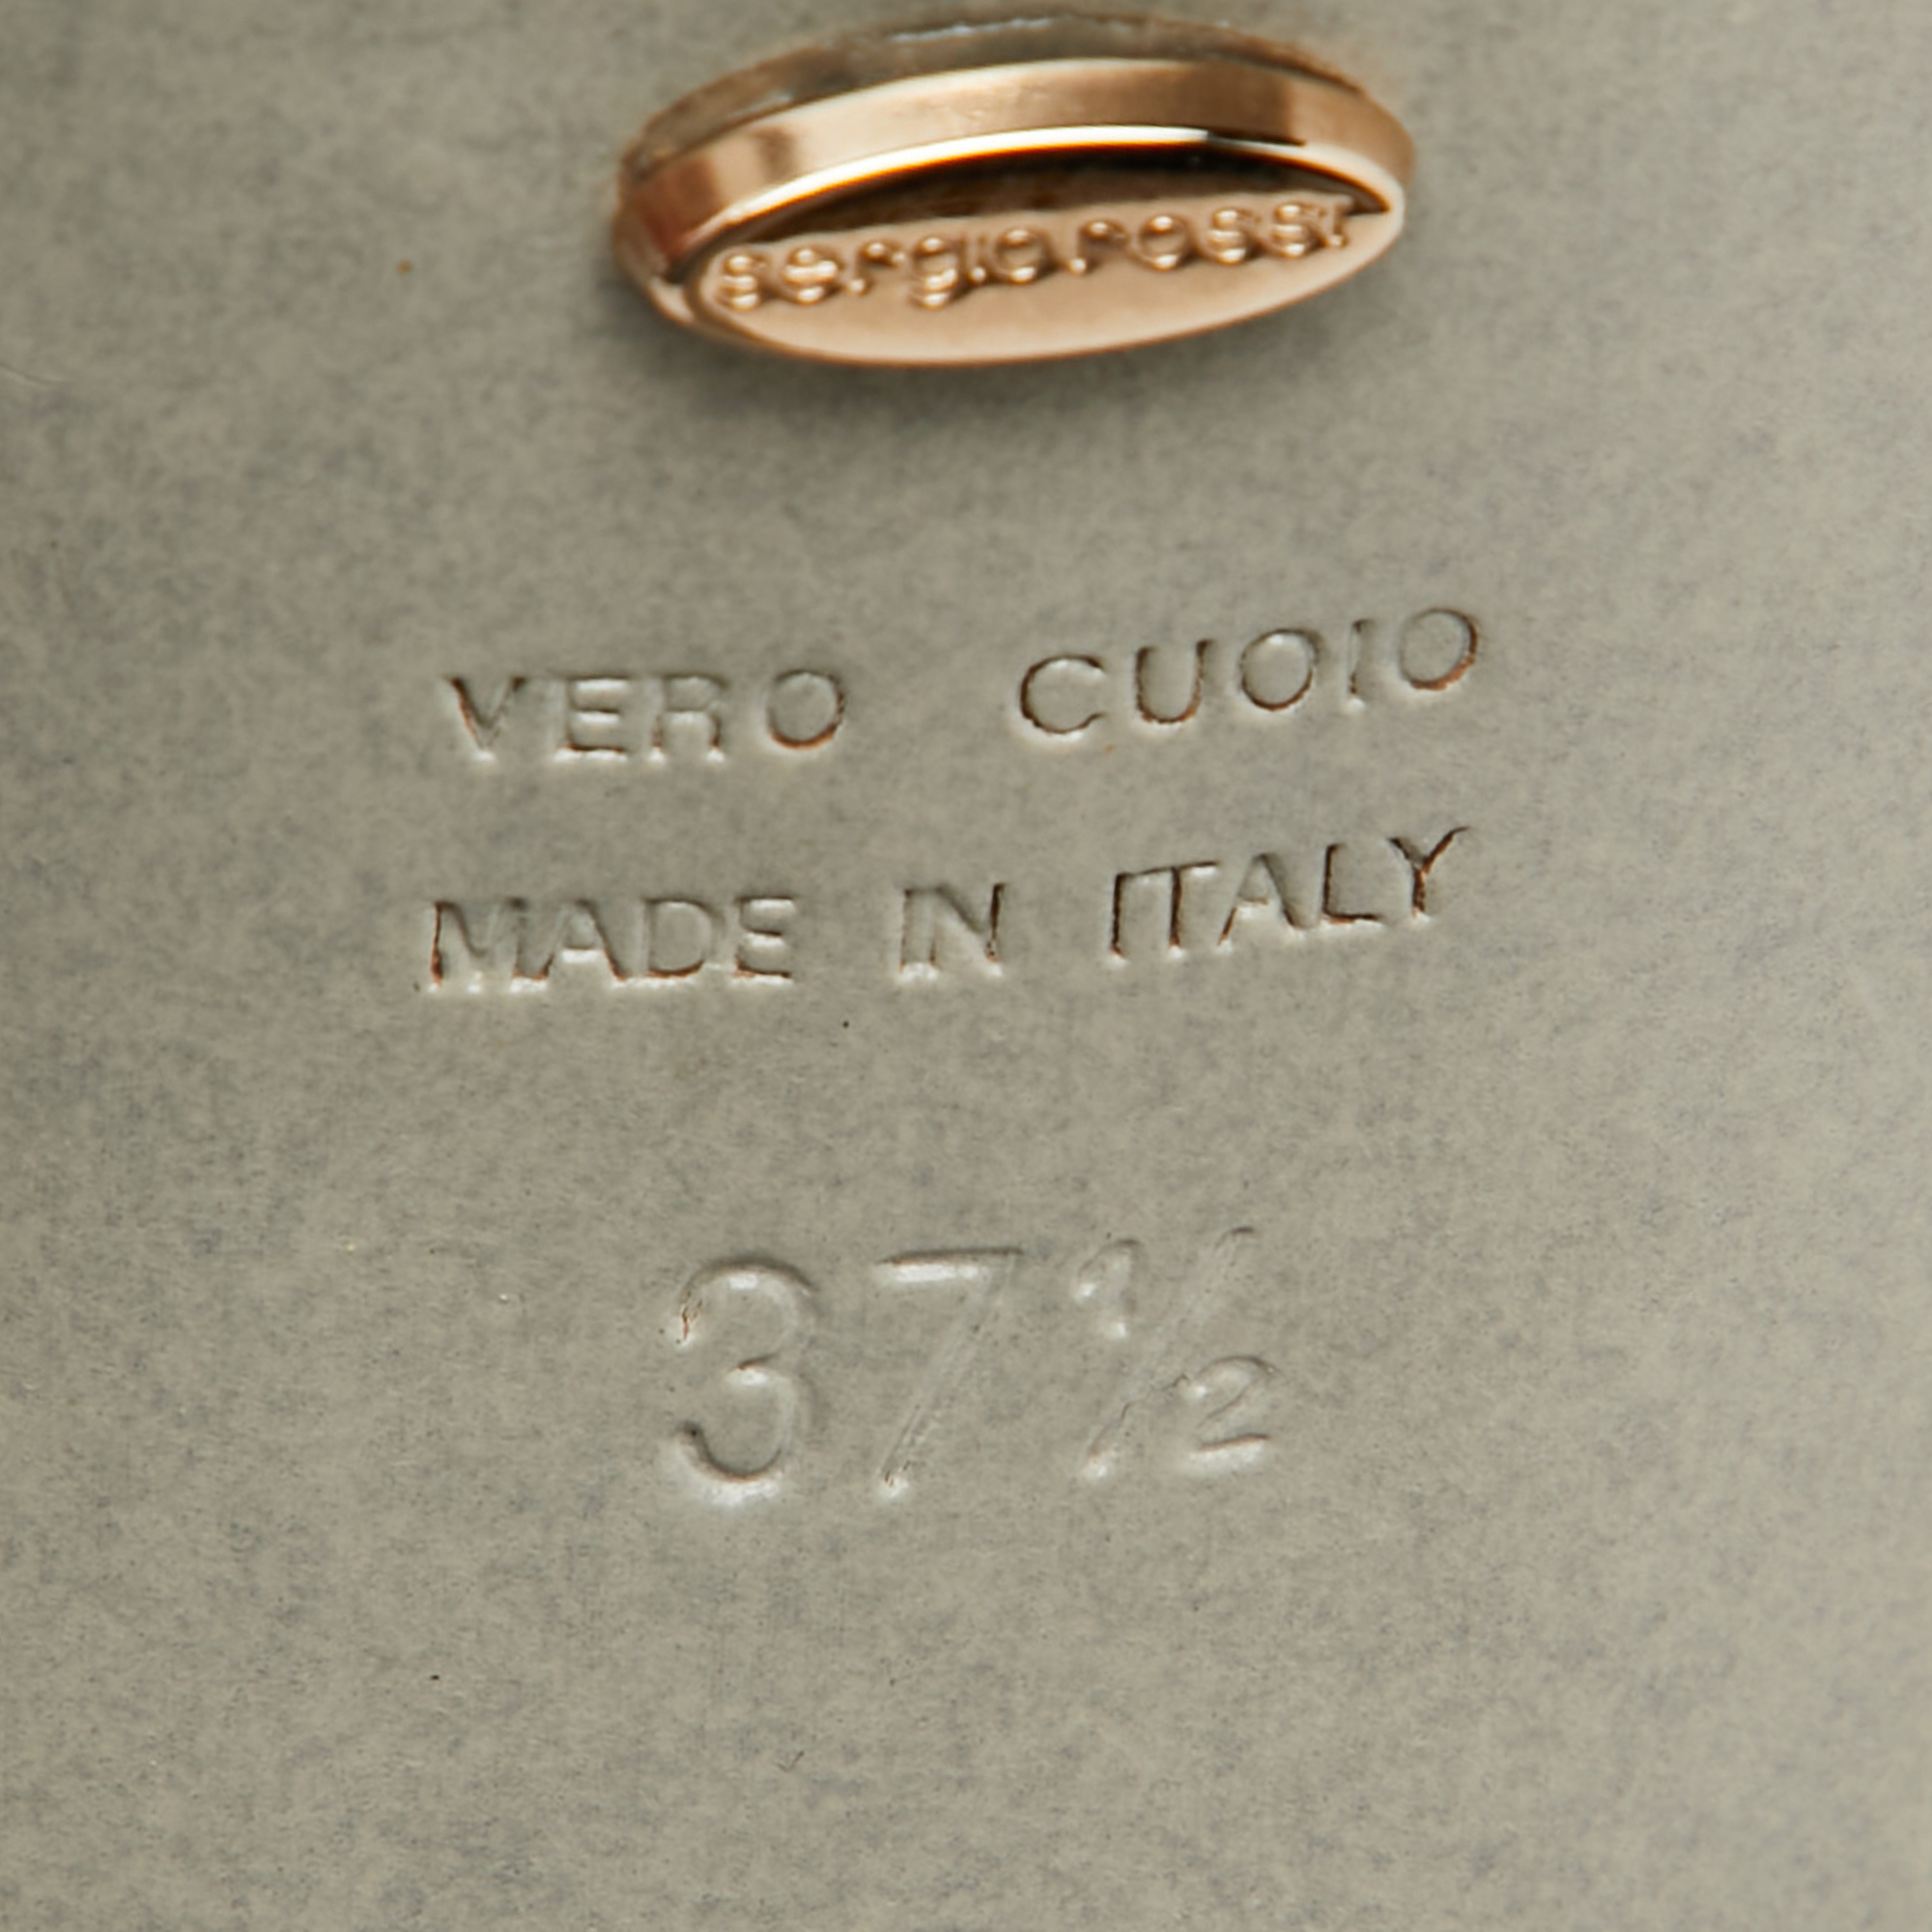 sergio rossi
VERO CUOIO
MADE IN ITALY
37½